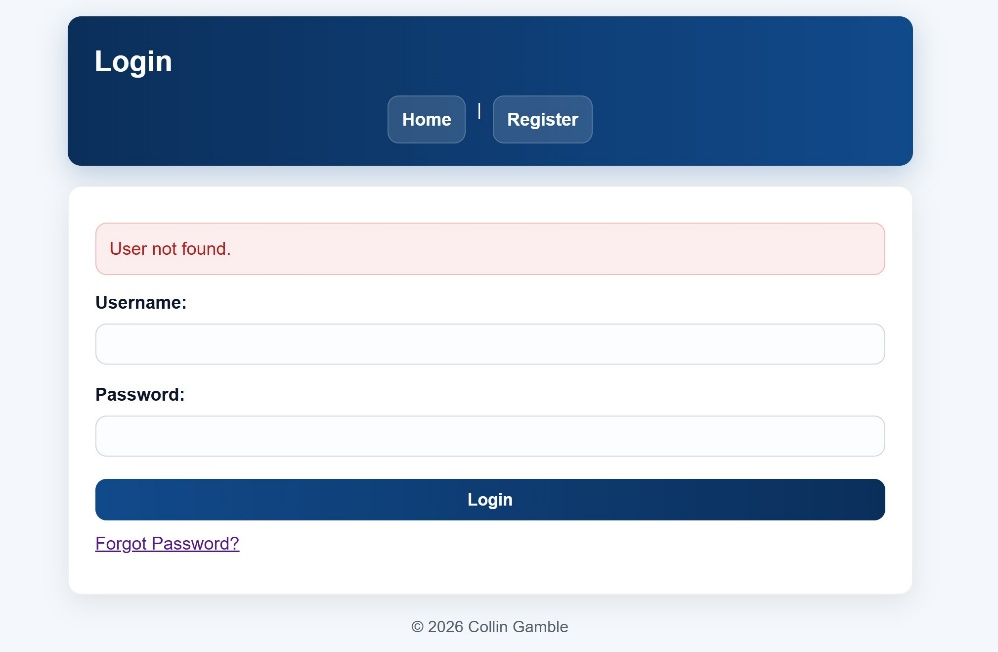 Login
Home | Register
User not found.
Username:
Password:
Login
Forgot Password?
© 2026 Collin Gamble